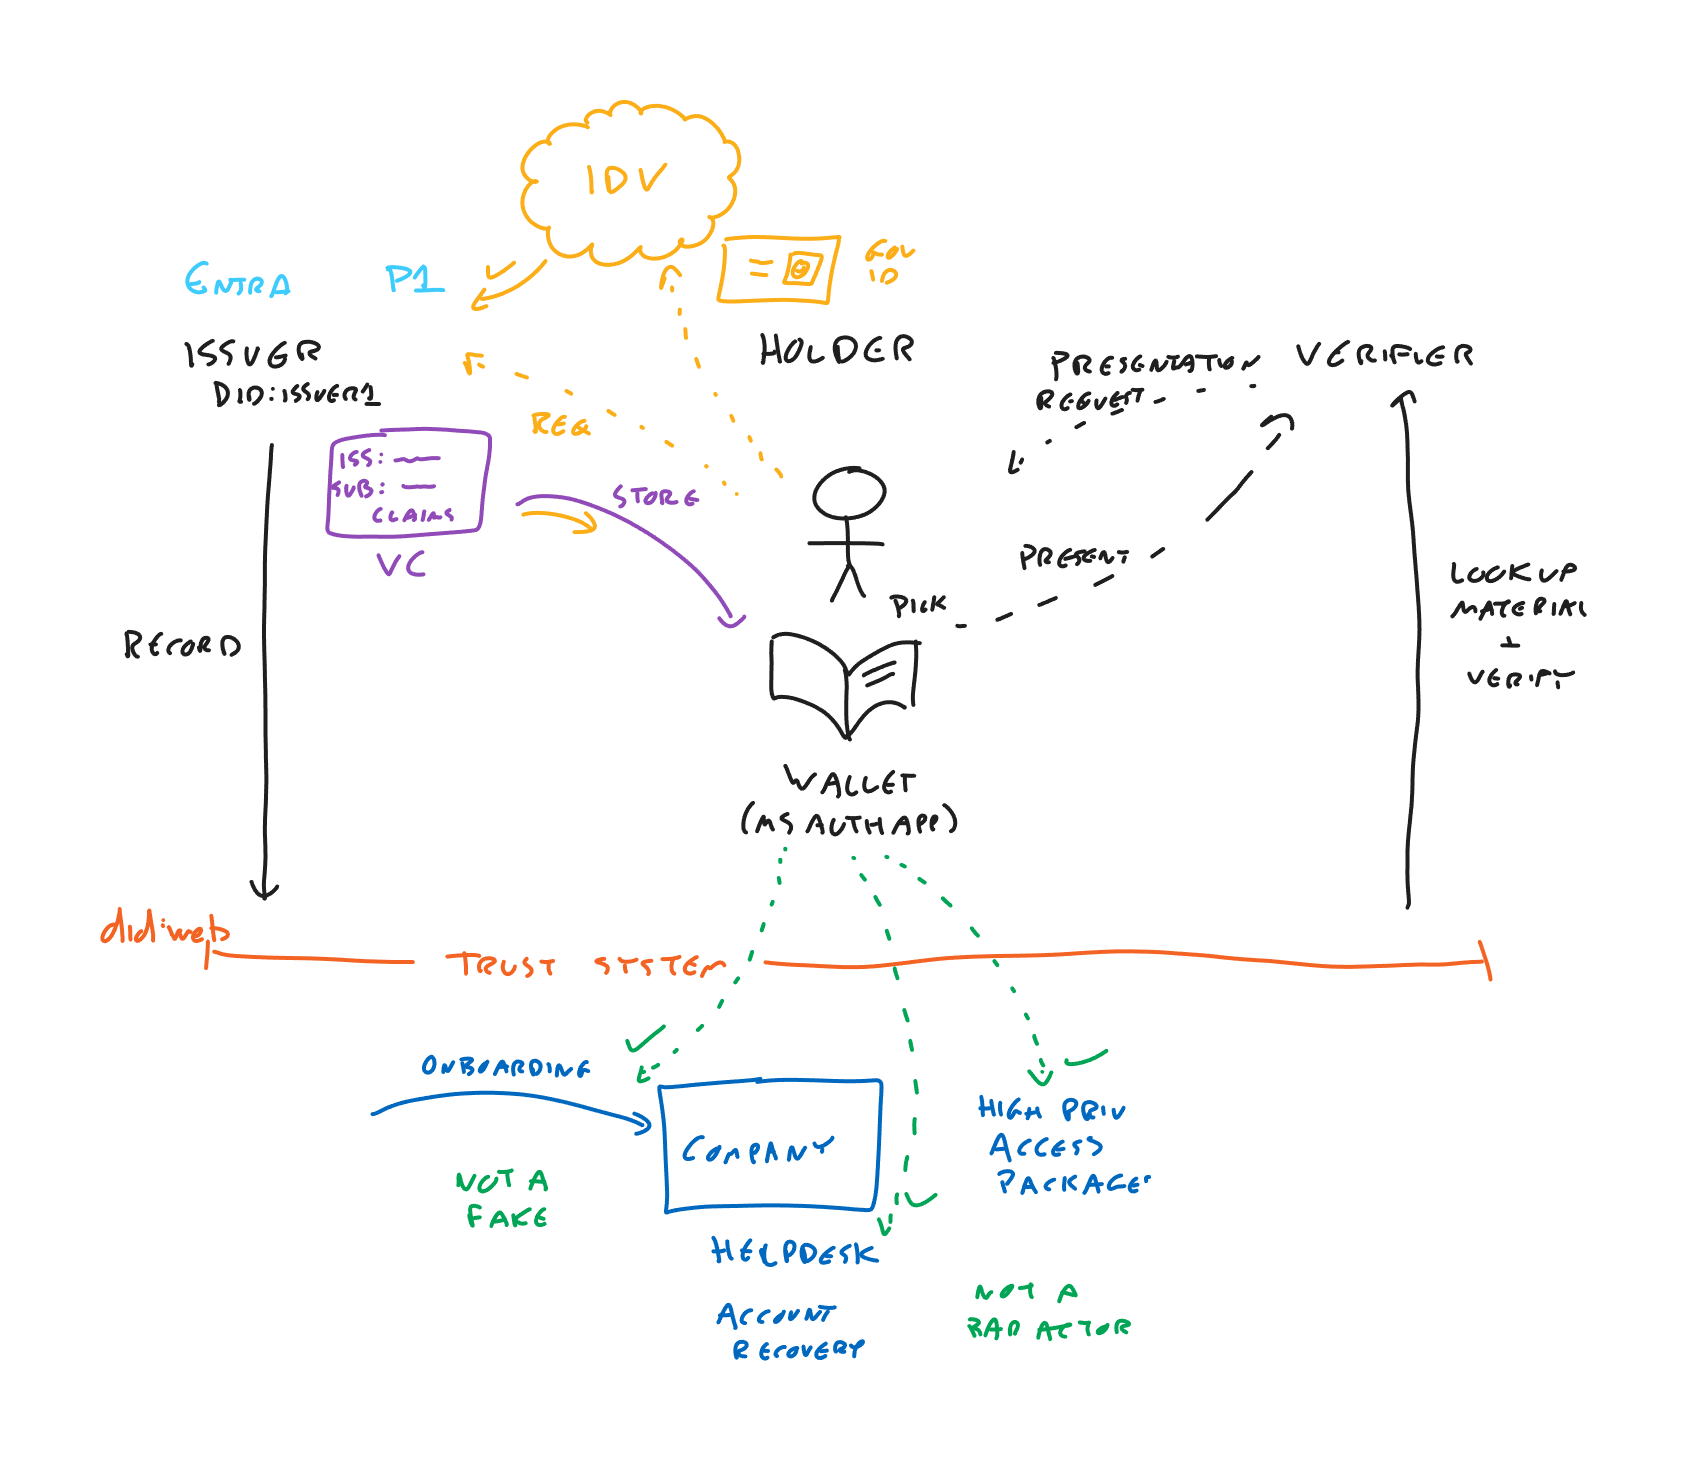 IDV
GOV
ID
ENTRA P1
ISSUER
DID:ISSUER1
HOLDER
PRESENTATION
REQUEST
VERIFIER
REQ
ISS:
SUB:
CLAIMS
VC
STORE
PRESENT
PICK
LOOKUP
MATERIAL
+
VERIFY
RECORD
WALLET
(MS AUTH APP)
did:web
TRUST SYSTEM
ONBOARDING
COMPANY
HIGH PRIV
ACCESS
PACKAGES
NOT A
FAKE
HELPDESK
ACCOUNT
RECOVERY
NOT A
BAD ACTOR